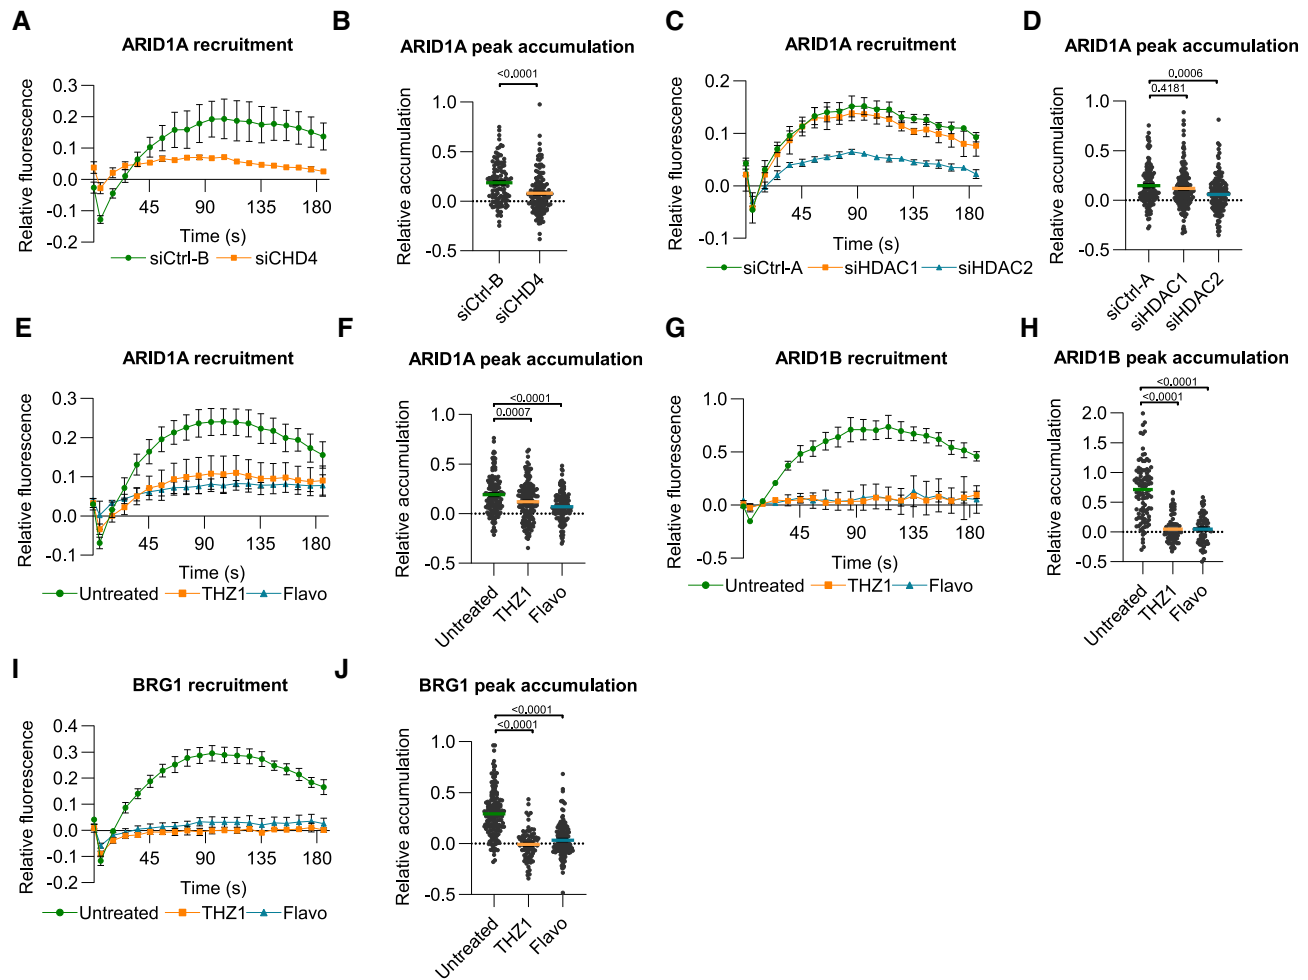 A
ARID1A recruitment
Relative fluorescence
0.3
0.2
0.1
0.0
-0.1
-0.2
45 90 135 180
Time (s)
siCtrl-B siCHD4
B
ARID1A peak accumulation
<0.0001
Relative accumulation
1.0
0.5
0.0
-0.5
siCtrl-B
siCHD4
C
ARID1A recruitment
Relative fluorescence
0.2
0.1
0.0
-0.1
45 90 135 180
Time (s)
siCtrl-A siHDAC1 siHDAC2
D
ARID1A peak accumulation
0.0006
0.4181
Relative accumulation
1.0
0.5
0.0
-0.5
siCtrl-A
siHDAC1
siHDAC2
E
ARID1A recruitment
Relative fluorescence
0.3
0.2
0.1
0.0
-0.1
45 90 135 180
Time (s)
Untreated THZ1 Flavo
F
ARID1A peak accumulation
<0.0001
0.0007
Relative accumulation
1.0
0.5
0.0
-0.5
Untreated
THZ1
Flavo
G
ARID1B recruitment
Relative fluorescence
1.0
0.5
0.0
-0.5
45 90 135 180
Time (s)
Untreated THZ1 Flavo
H
ARID1B peak accumulation
<0.0001
<0.0001
Relative accumulation
2.0
1.5
1.0
0.5
0.0
-0.5
Untreated
THZ1
Flavo
I
BRG1 recruitment
Relative fluorescence
0.4
0.3
0.2
0.1
0.0
-0.1
-0.2
45 90 135 180
Time (s)
Untreated THZ1 Flavo
J
BRG1 peak accumulation
<0.0001
<0.0001
Relative accumulation
1.0
0.5
0.0
-0.5
Untreated
THZ1
Flavo